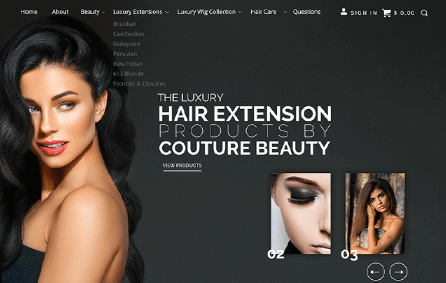 Home About Beauty Luxury Extensions Luxury Wig Collection Hair Care Questions SIGN IN $ 0.00
Brazilian
Cambodian
Malaysian
Peruvian
Raw Indian
613 Blonde
Frontals & Closures
THE LUXURY
HAIR EXTENSION
PRODUCTS BY
COUTURE BEAUTY
VIEW PRODUCTS
02 03